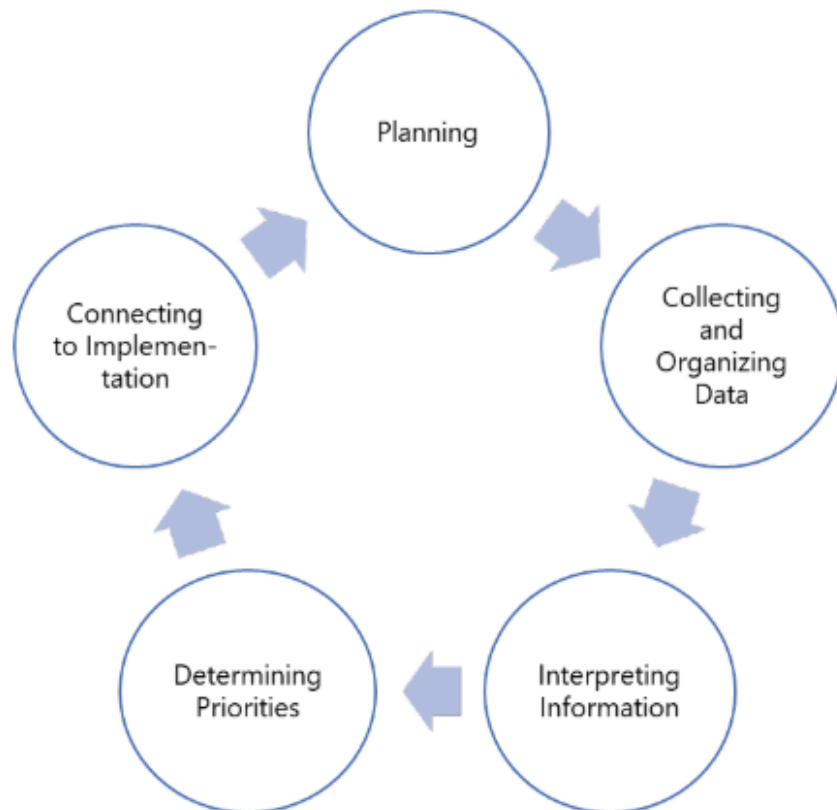 Planning
Collecting
and
Organizing
Data
Interpreting
Information
Determining
Priorities
Connecting
to Implemen-
tation